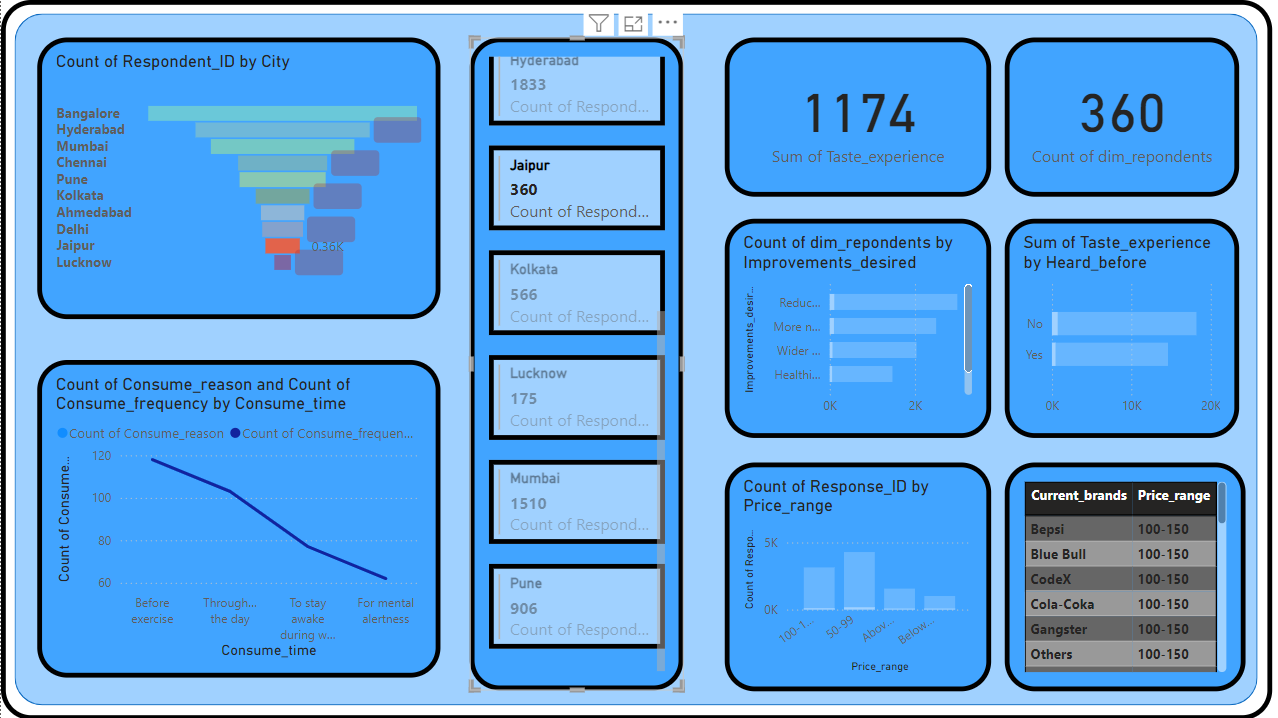 Count of Respondent_ID by City
Bangalore
Hyderabad
Mumbai
Chennai
Pune
Kolkata
Ahmedabad
Delhi
Jaipur
0.36K
Lucknow
Count of Consume_reason and Count of
Consume_frequency by Consume_time
Count of Consume_reason
Count of Consume_frequen...
Count of Consume...
120
100
80
60
Before
exercise
Through...
the day
To stay
awake
during w...
For mental
alertness
Consume_time
Hyderabad
1833
Count of Respond...
Jaipur
360
Count of Respond...
Kolkata
566
Count of Respond...
Lucknow
175
Count of Respond...
Mumbai
1510
Count of Respond...
Pune
906
Count of Respond...
1174
Sum of Taste_experience
360
Count of dim_repondents
Count of dim_repondents by
Improvements_desired
Improvements_desir...
Reduc...
More n...
Wider ...
Healthi...
0K
2K
Sum of Taste_experience
by Heard_before
No
Yes
0K
10K
20K
Count of Response_ID by
Price_range
Count of Respo...
5K
0K
100-1...
50-99
Abov...
Below...
Price_range
Current_brands Price_range
Bepsi 100-150
Blue Bull 100-150
CodeX 100-150
Cola-Coka 100-150
Gangster 100-150
Others 100-150